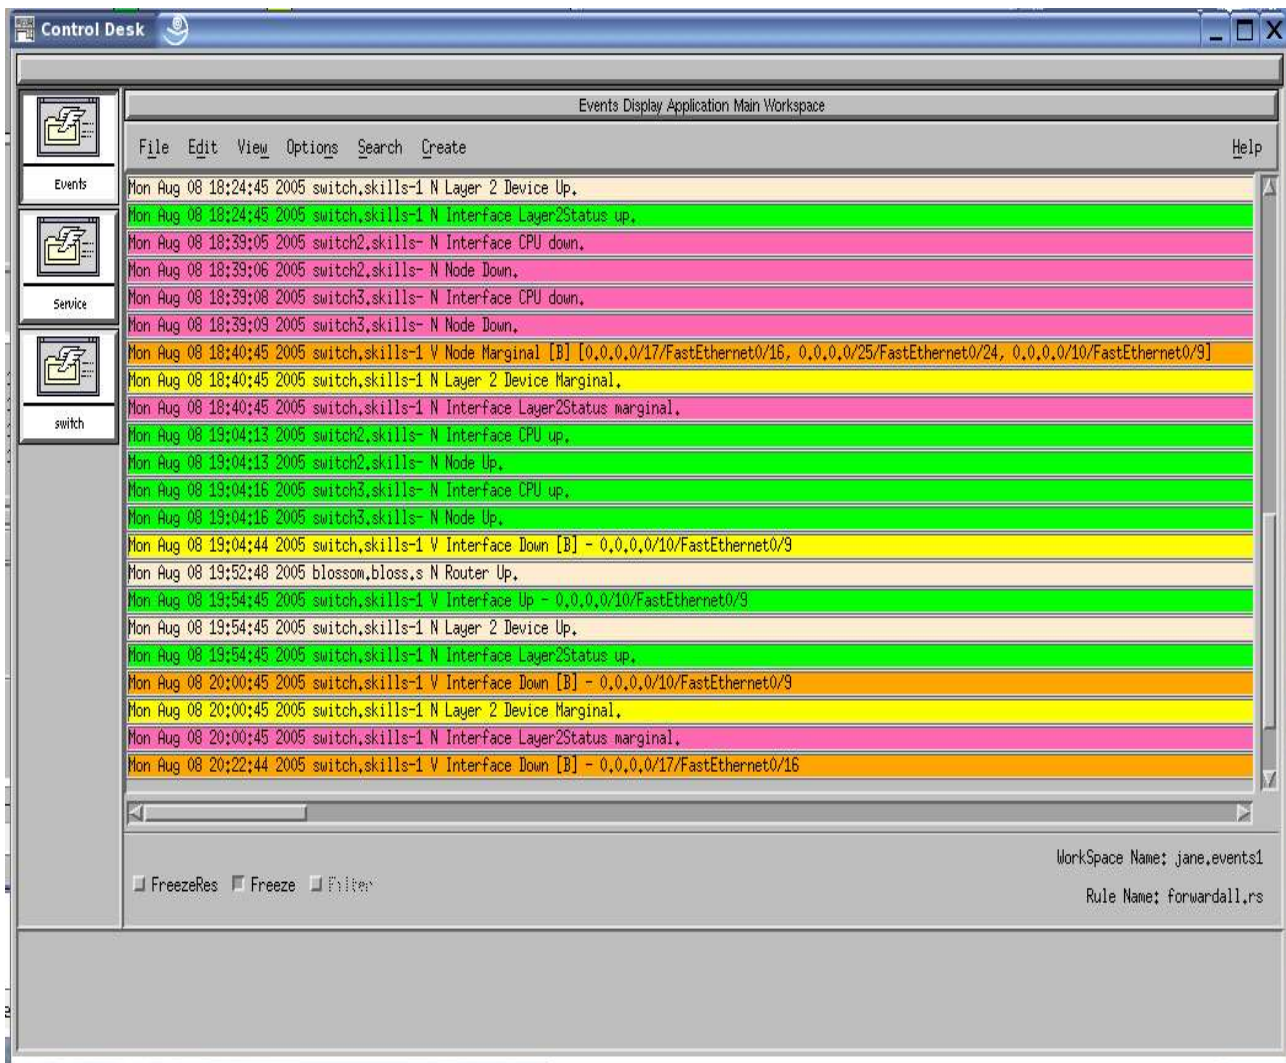 Control Desk
Events Display Application Main Workspace
File Edit View Options Search Create Help
Events
Service
switch
Mon Aug 08 18:24:45 2005 switch.skills-1 N Layer 2 Device Up.
Mon Aug 08 18:24:45 2005 switch.skills-1 N Interface Layer2Status up.
Mon Aug 08 18:39:05 2005 switch2.skills- N Interface CPU down.
Mon Aug 08 18:39:06 2005 switch2.skills- N Node Down.
Mon Aug 08 18:39:08 2005 switch3.skills- N Interface CPU down.
Mon Aug 08 18:39:09 2005 switch3.skills- N Node Down.
Mon Aug 08 18:40:45 2005 switch.skills-1 V Node Marginal [B] [0.0.0.0/17/FastEthernet0/16, 0.0.0.0/25/FastEthernet0/24, 0.0.0.0/10/FastEthernet0/9]
Mon Aug 08 18:40:45 2005 switch.skills-1 N Layer 2 Device Marginal.
Mon Aug 08 18:40:45 2005 switch.skills-1 N Interface Layer2Status marginal.
Mon Aug 08 19:04:13 2005 switch2.skills- N Interface CPU up.
Mon Aug 08 19:04:13 2005 switch2.skills- N Node Up.
Mon Aug 08 19:04:16 2005 switch3.skills- N Interface CPU up.
Mon Aug 08 19:04:16 2005 switch3.skills- N Node Up.
Mon Aug 08 19:04:44 2005 switch.skills-1 V Interface Down [B] - 0.0.0.0/10/FastEthernet0/9
Mon Aug 08 19:52:48 2005 blossom.bloss.s N Router Up.
Mon Aug 08 19:54:45 2005 switch.skills-1 V Interface Up - 0.0.0.0/10/FastEthernet0/9
Mon Aug 08 19:54:45 2005 switch.skills-1 N Layer 2 Device Up.
Mon Aug 08 19:54:45 2005 switch.skills-1 N Interface Layer2Status up.
Mon Aug 08 20:00:45 2005 switch.skills-1 V Interface Down [B] - 0.0.0.0/10/FastEthernet0/9
Mon Aug 08 20:00:45 2005 switch.skills-1 N Layer 2 Device Marginal.
Mon Aug 08 20:00:45 2005 switch.skills-1 N Interface Layer2Status marginal.
Mon Aug 08 20:22:44 2005 switch.skills-1 V Interface Down [B] - 0.0.0.0/17/FastEthernet0/16
WorkSpace Name: jane.events1
FreezeRes Freeze Filter
Rule Name: forwardall.rs